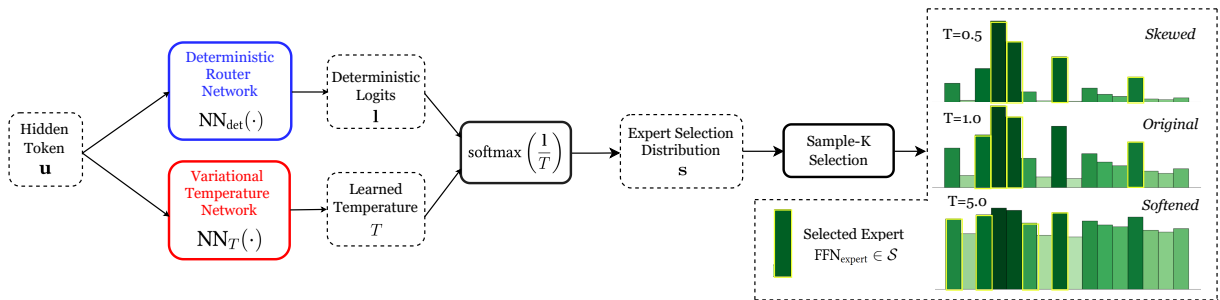 Hidden
Token
u
Deterministic
Router
Network
NN_det(·)
Variational
Temperature
Network
NN_T(·)
Deterministic
Logits
l
Learned
Temperature
T
softmax (1/T)
Expert Selection
Distribution
s
Sample-K
Selection
T=0.5
Skewed
T=1.0
Original
T=5.0
Softened
Selected Expert
FFN_expert ∈ 𝒮